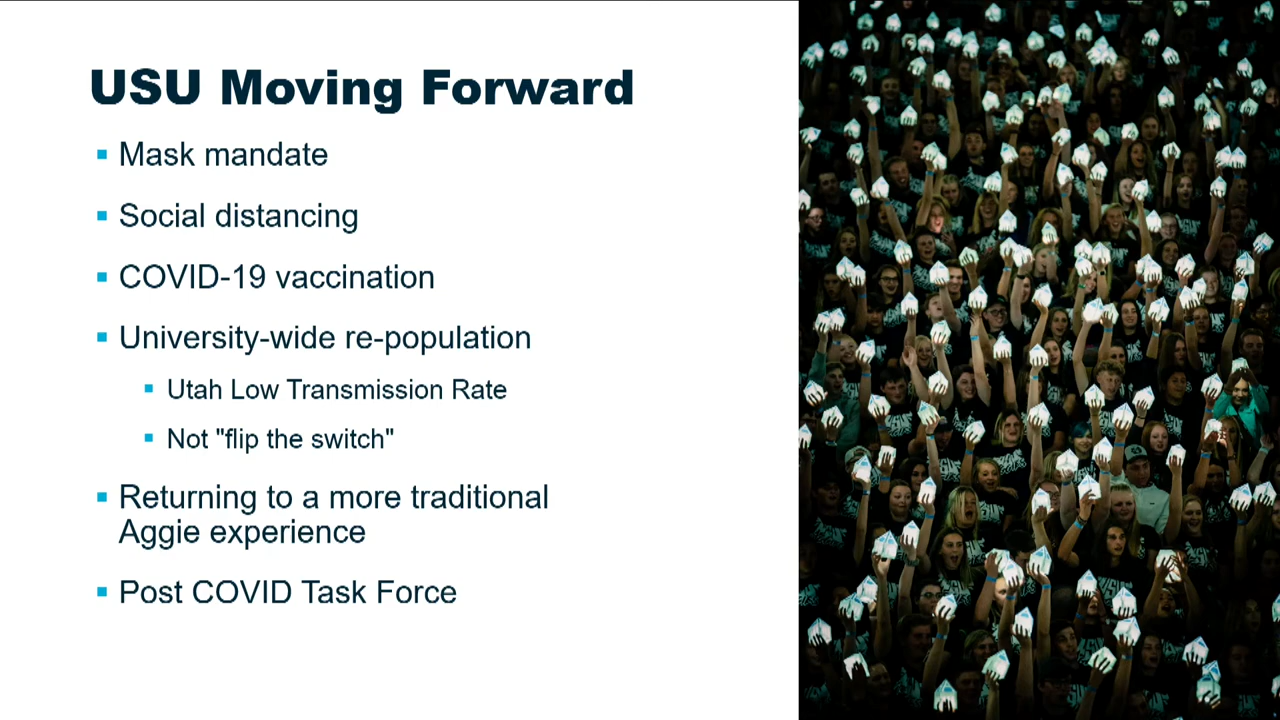 USU Moving Forward
Mask mandate
Social distancing
COVID-19 vaccination
University-wide re-population
Utah Low Transmission Rate
Not "flip the switch"
Returning to a more traditional
Aggie experience
Post COVID Task Force